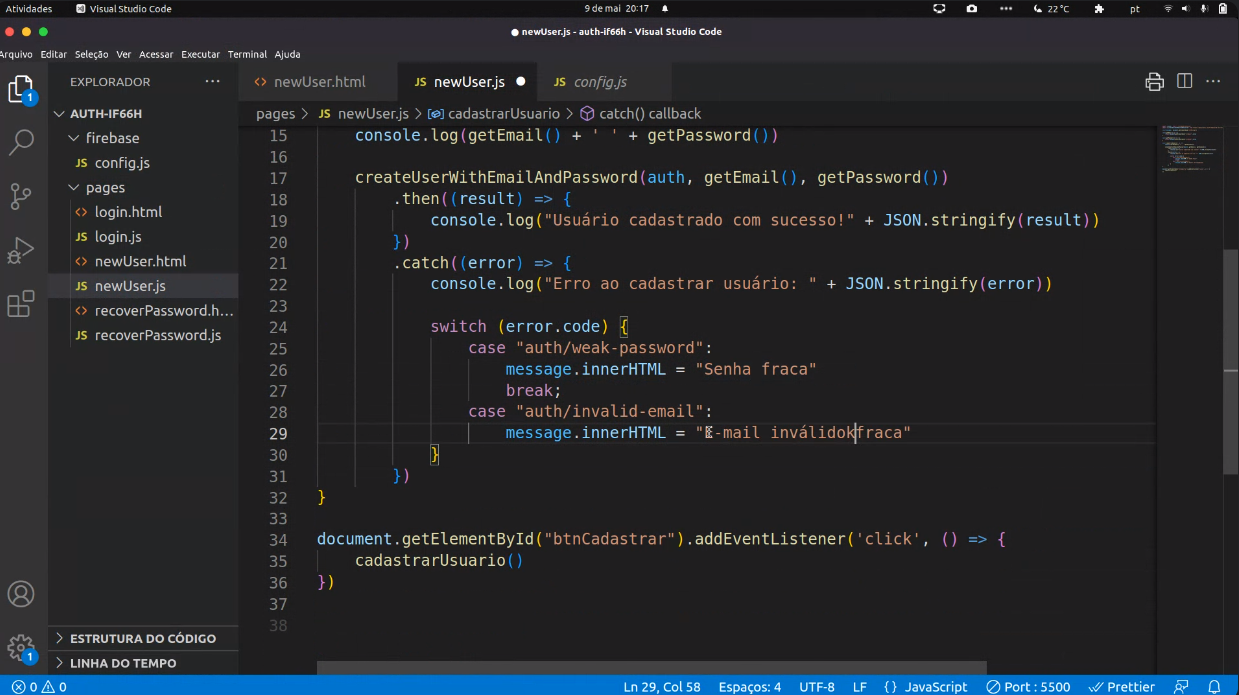 Atividades
Visual Studio Code
9 de mai 20:17
22 °C
pt
newUser.js - auth-if66h - Visual Studio Code
Arquivo Editar Seleção Ver Acessar Executar Terminal Ajuda
EXPLORADOR
newUser.html
JS newUser.js
JS config.js
1
AUTH-IF66H
firebase
JS config.js
pages
login.html
JS login.js
newUser.html
JS newUser.js
recoverPassword.h...
JS recoverPassword.js
ESTRUTURA DO CÓDIGO
LINHA DO TEMPO
1
pages > JS newUser.js > cadastrarUsuario > catch() callback
15 console.log(getEmail() + ' ' + getPassword())
16
17 createUserWithEmailAndPassword(auth, getEmail(), getPassword())
18 .then((result) => {
19 console.log("Usuário cadastrado com sucesso!" + JSON.stringify(result))
20 })
21 .catch((error) => {
22 console.log("Erro ao cadastrar usuário: " + JSON.stringify(error))
23
24 switch (error.code) {
25 case "auth/weak-password":
26 message.innerHTML = "Senha fraca"
27 break;
28 case "auth/invalid-email":
29 message.innerHTML = "E-mail inválidokfraca"
30 }
31 })
32 }
33
34 document.getElementById("btnCadastrar").addEventListener('click', () => {
35 cadastrarUsuario()
36 })
37
38
0 0
Ln 29, Col 58
Espaços: 4
UTF-8
LF
{ } JavaScript
Port : 5500
Prettier